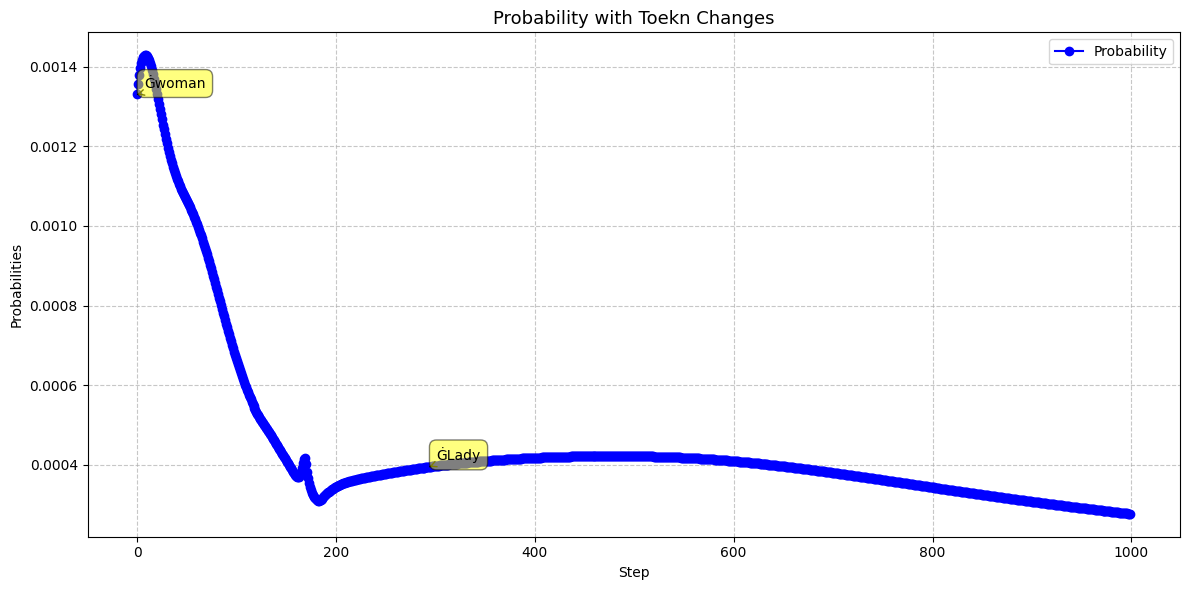 Probability with Toekn Changes
Probability
Ġwoman
ĠLady
Probabilities
0.0014
0.0012
0.0010
0.0008
0.0006
0.0004
0 200 400 600 800 1000
Step